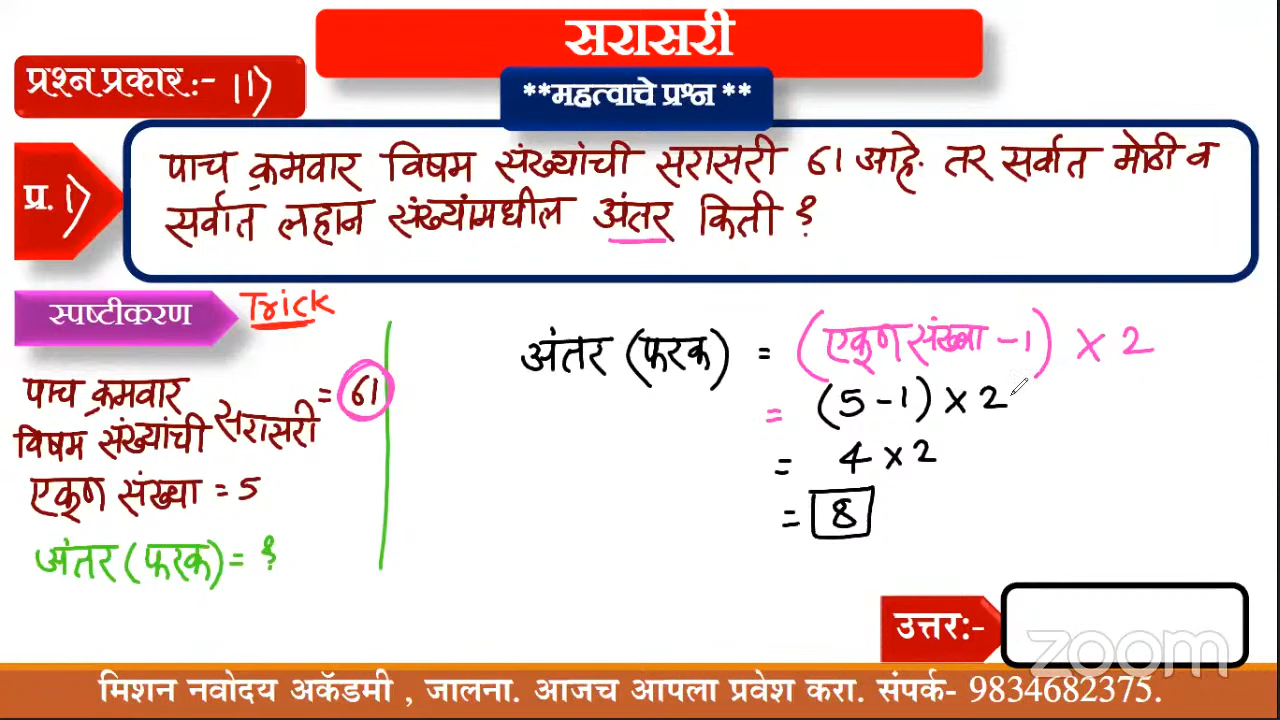 सरासरी
प्रश्न प्रकार :- 11)
**महत्वाचे प्रश्न **
प्र. 1)
पाच क्रमवार विषम संख्यांची सरासरी 61 आहे. तर सर्वात मोठी व
सर्वात लहान संख्यांमधील अंतर किती ?
स्पष्टीकरण
Trick
पाच क्रमवार
विषम संख्यांची सरासरी = 61
एकूण संख्या = 5
अंतर (फरक) = ?
अंतर (फरक) = (एकूण संख्या - 1) × 2
= (5 - 1) × 2
= 4 × 2
= 8
उत्तर:-
zoom
मिशन नवोदय अकॅडमी , जालना. आजच आपला प्रवेश करा. संपर्क- 9834682375.